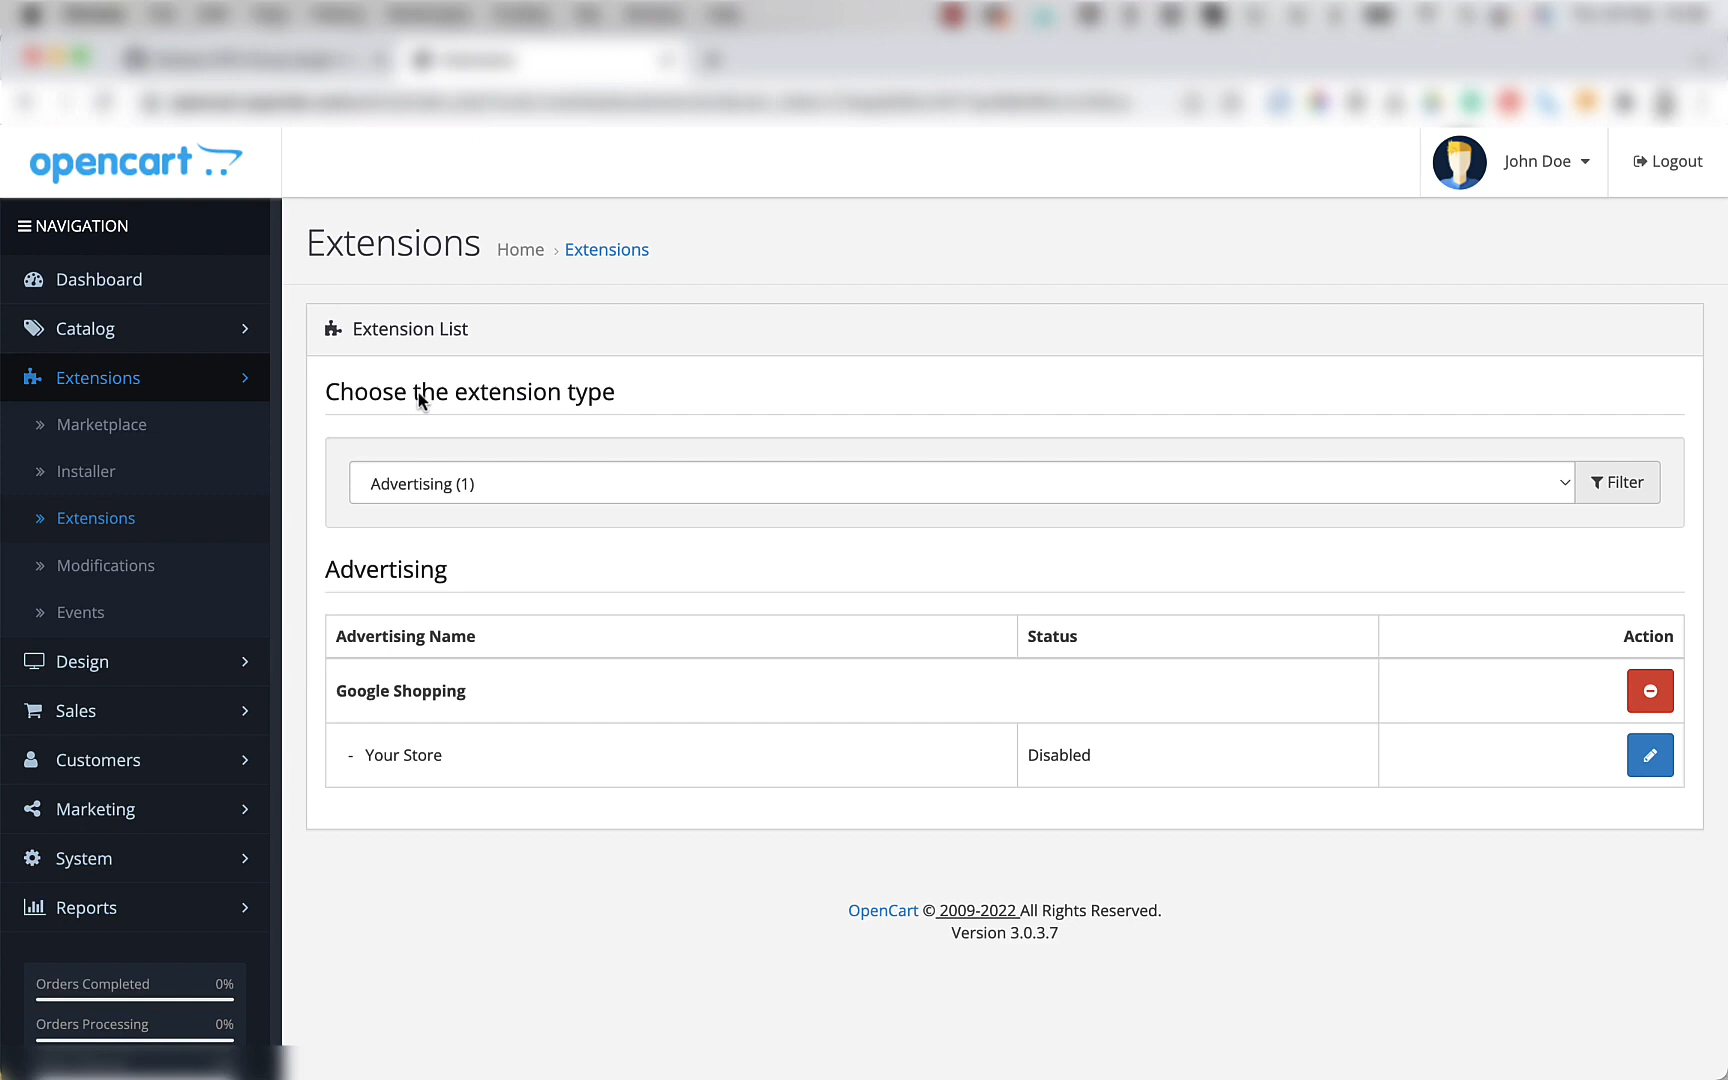 opencart
John Doe
Logout
NAVIGATION
Dashboard
Catalog
Extensions
Marketplace
Installer
Extensions
Modifications
Events
Design
Sales
Customers
Marketing
System
Reports
Orders Completed 0%
Orders Processing 0%
Extensions Home › Extensions
Extension List
Choose the extension type
Advertising (1)
Filter
Advertising
Advertising Name Status Action
Google Shopping
- Your Store Disabled
OpenCart © 2009-2022 All Rights Reserved.
Version 3.0.3.7